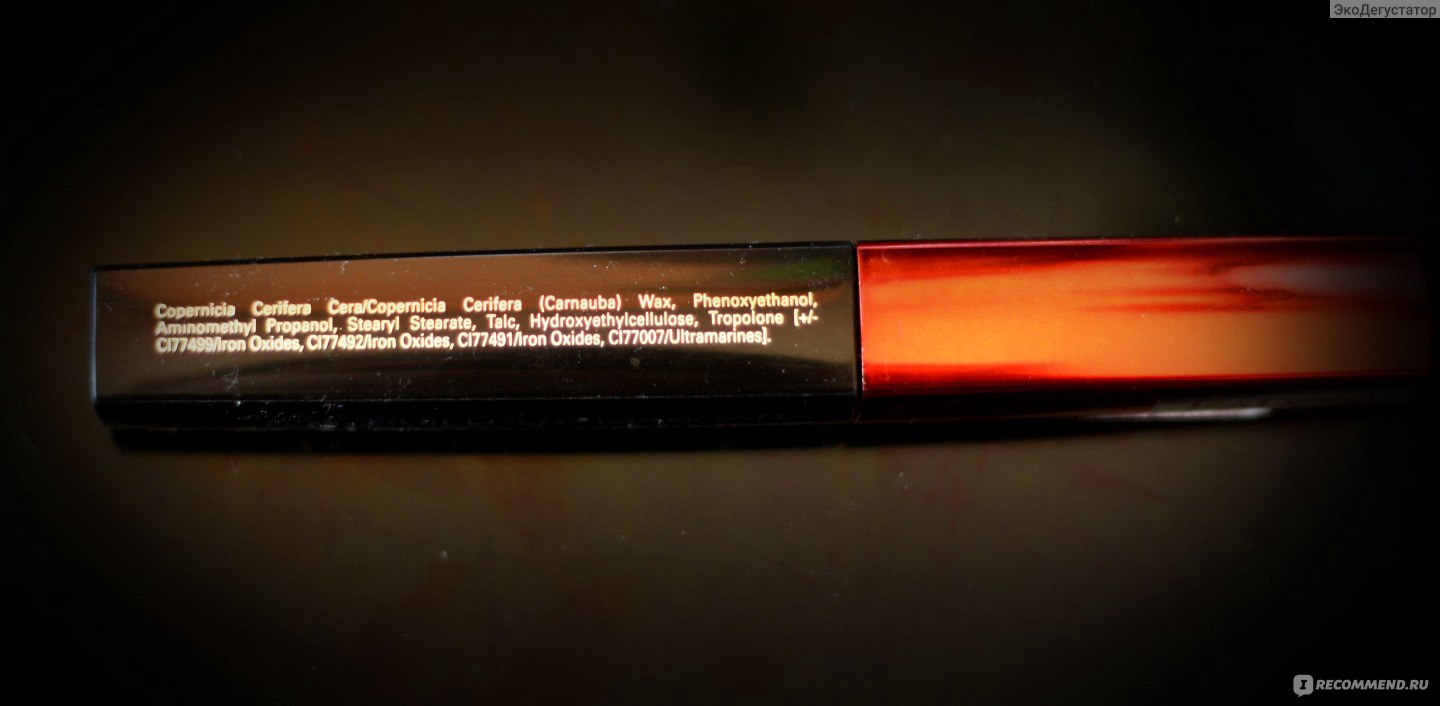 ЭкоДегустатор
Copernicia Cerifera Cera/Copernicia Cerifera (Carnauba) Wax, Phenoxyethanol,
Aminomethyl Propanol, Stearyl Stearate, Talc, Hydroxyethylcellulose, Tropolone [+/-
CI77499/Iron Oxides, CI77492/Iron Oxides, CI77491/Iron Oxides, CI77007/Ultramarines].
IRECOMMEND.RU